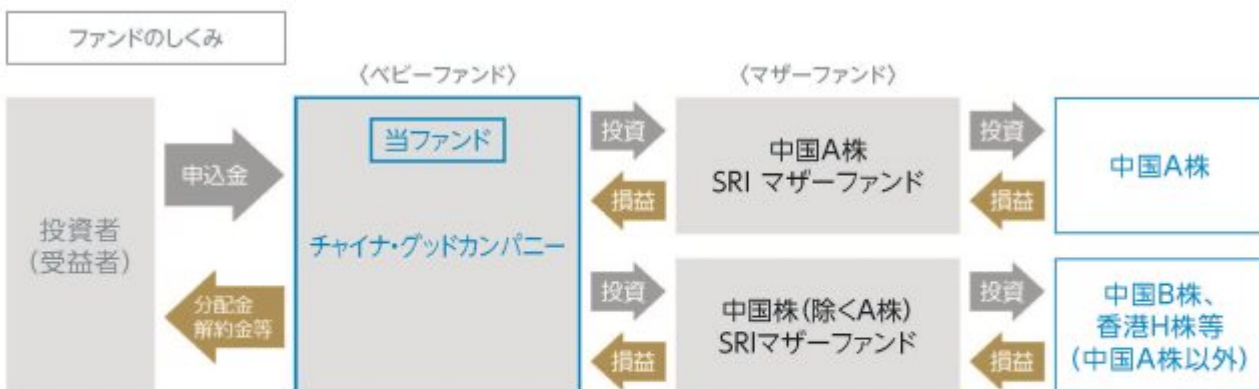 ファンドのしくみ
〈ベビーファンド〉
〈マザーファンド〉
投資者
(受益者)
申込金
分配金
解約金等
当ファンド
チャイナ・グッドカンパニー
投資
損益
中国A株
SRI マザーファンド
投資
損益
中国A株
投資
損益
中国株(除くA株)
SRIマザーファンド
投資
損益
中国B株、
香港H株等
(中国A株以外)